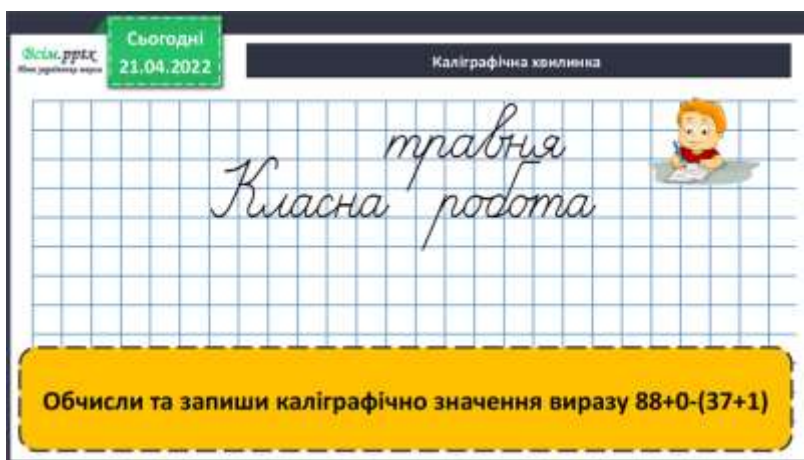 Сьогодні
21.04.2022
Всім.pptx
Каліграфічна хвилинка
травня
Класна робота
Обчисли та запиши каліграфічно значення виразу 88+0-(37+1)